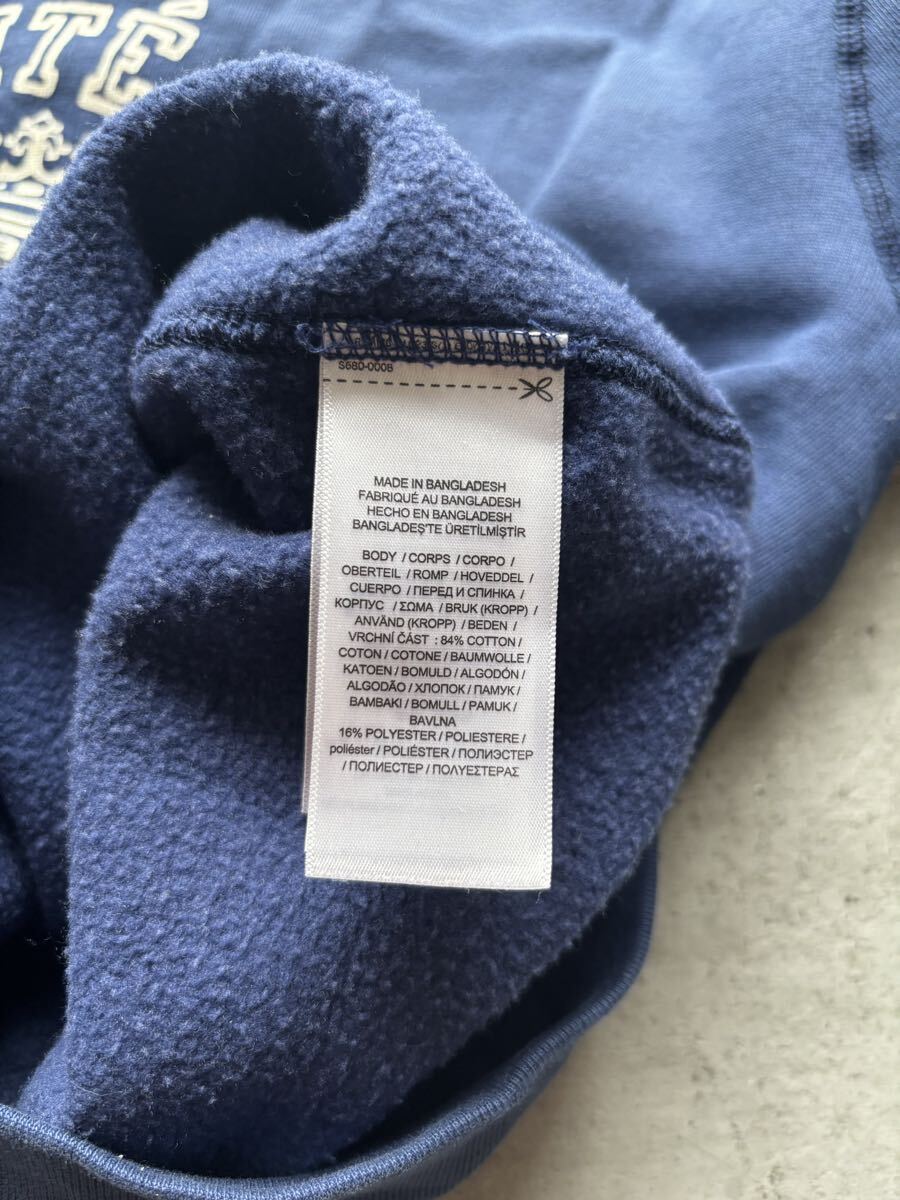 ITÉ
S680-000B
MADE IN BANGLADESH
FABRIQUÉ AU BANGLADESH
HECHO EN BANGLADESH
BANGLADEŞ'TE ÜRETİLMİŞTİR
BODY / CORPS / CORPO /
OBERTEIL / ROMP / HOVEDDEL /
CUERPO / ПЕРЕД И СПИНКА /
КОРПУС / ΣΩΜΑ / BRUK (KROPP) /
ANVÄND (KROPP) / BEDEN /
VRCHNÍ ČÁST : 84% COTTON /
COTON / COTONE / BAUMWOLLE /
KATOEN / BOMULD / ALGODÓN /
ALGODÃO / ХЛОПОК / ПАМУК /
BAMBAKI / BOMULL / PAMUK /
BAVLNA
16% POLYESTER / POLIESTERE /
poliéster / POLIÉSTER / ПОЛИЭСТЕР
/ ПОЛИЕСТЕР / ΠΟΛΥΕΣΤΕΡΑΣ